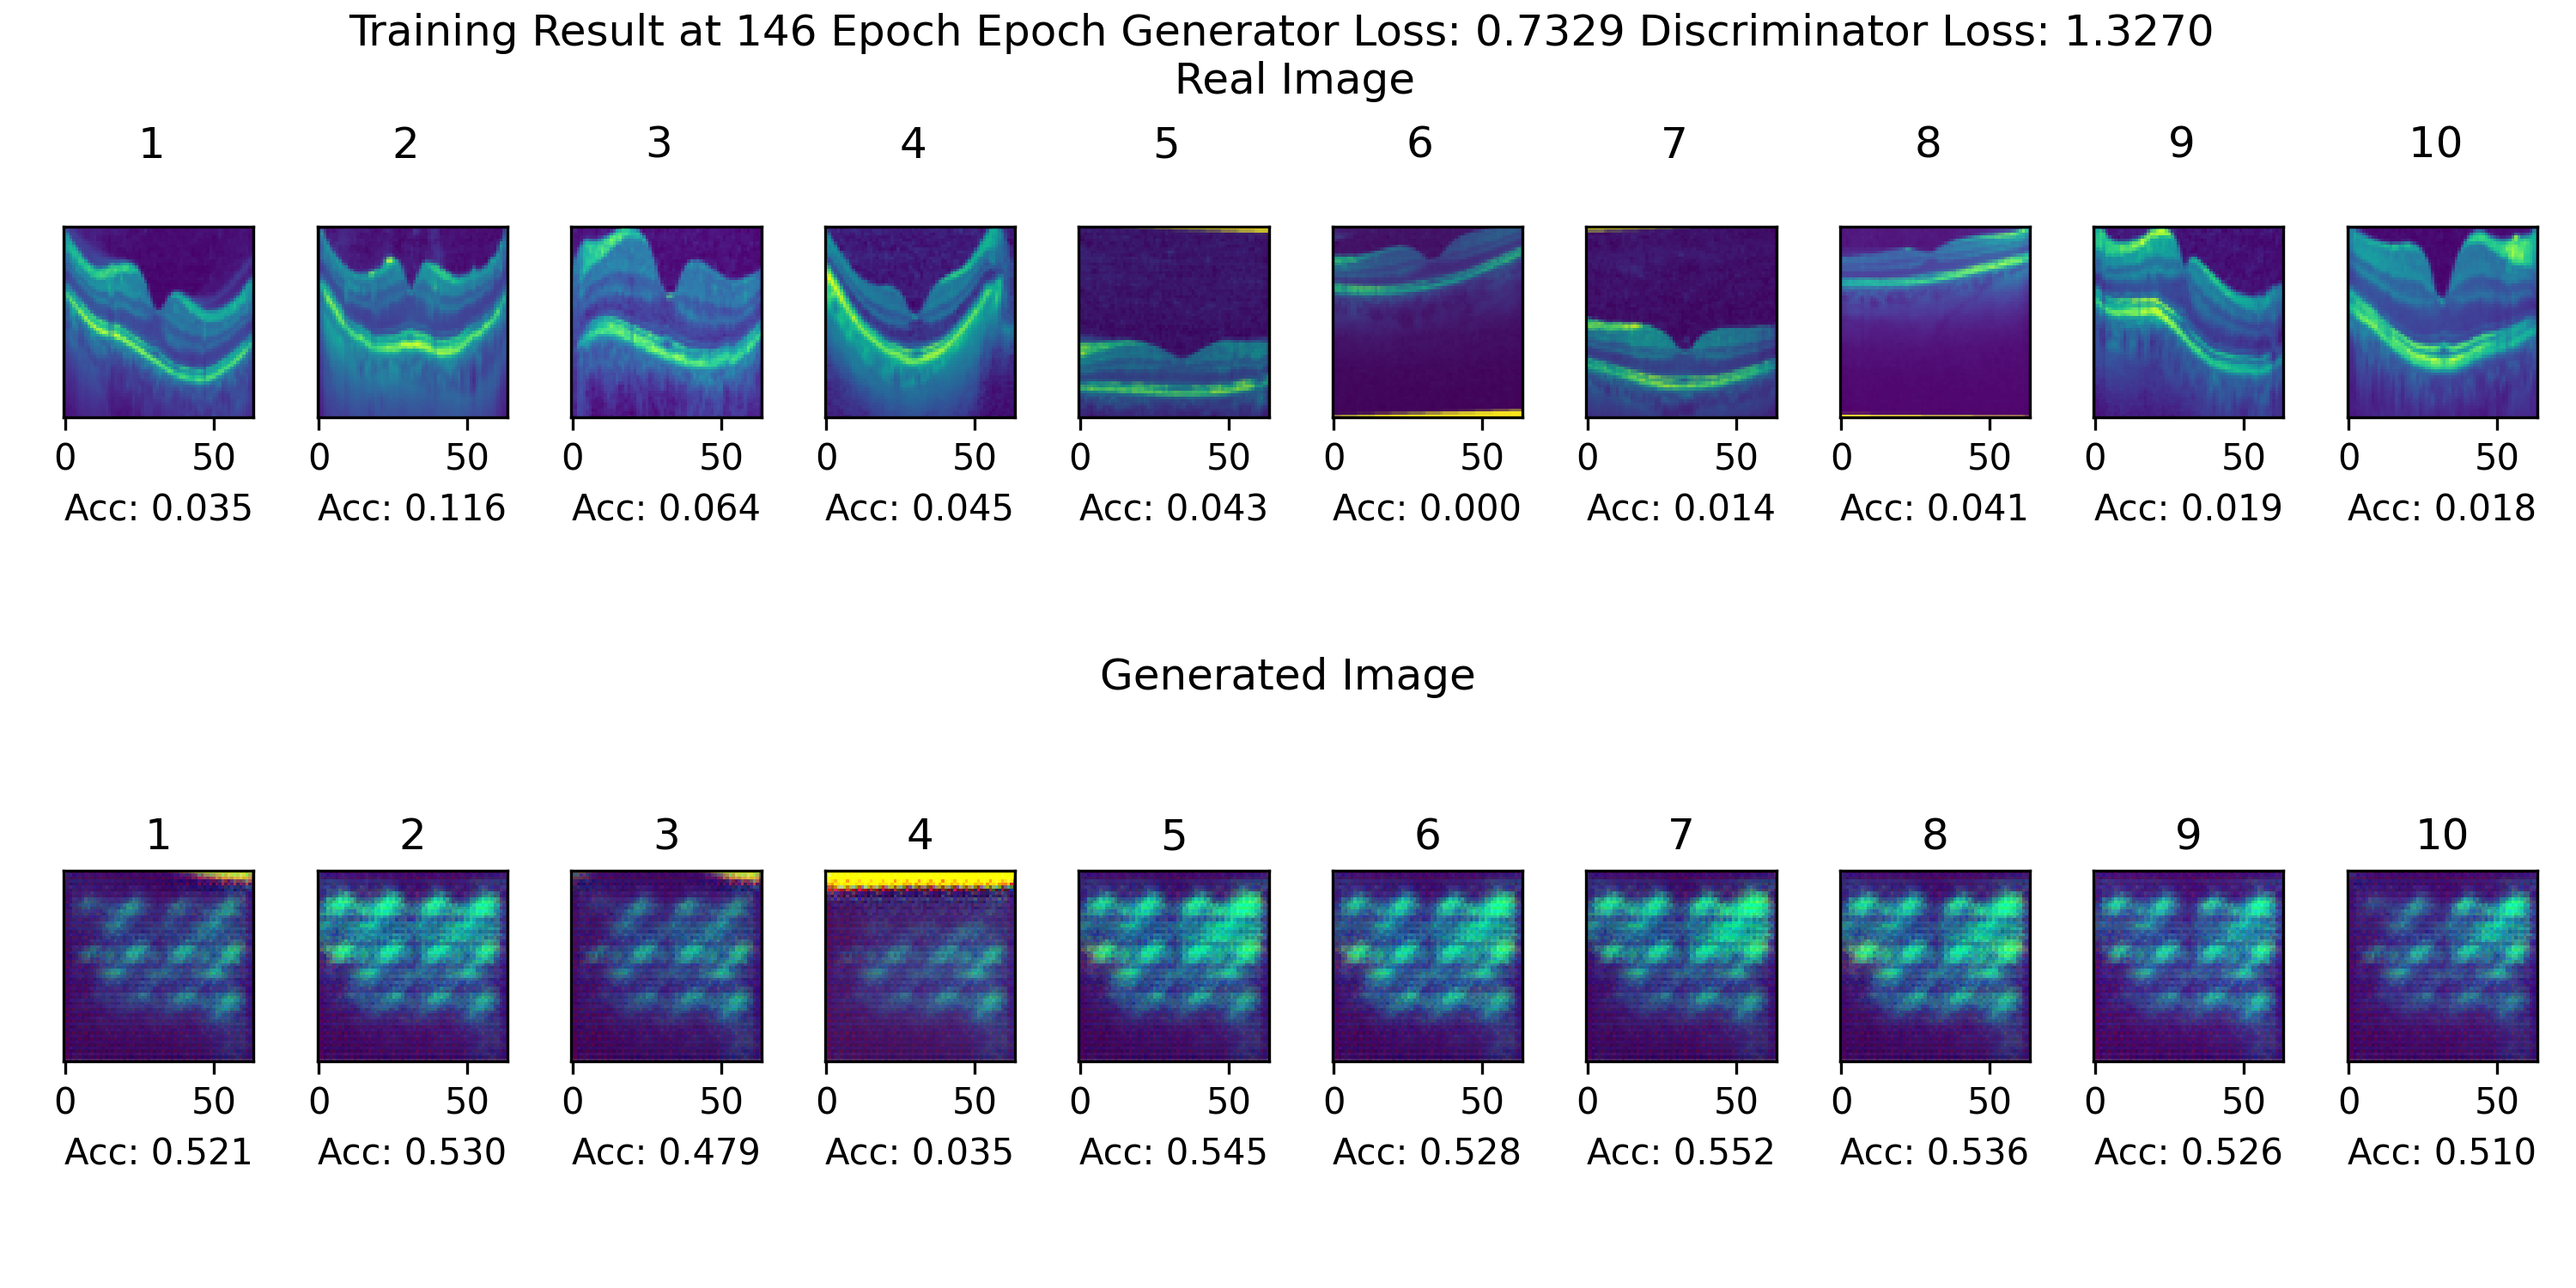 Training Result at 146 Epoch Epoch Generator Loss: 0.7329 Discriminator Loss: 1.3270
Real Image
1 2 3 4 5 6 7 8 9 10
0 50 0 50 0 50 0 50 0 50 0 50 0 50 0 50 0 50 0 50
Acc: 0.035 Acc: 0.116 Acc: 0.064 Acc: 0.045 Acc: 0.043 Acc: 0.000 Acc: 0.014 Acc: 0.041 Acc: 0.019 Acc: 0.018
Generated Image
1 2 3 4 5 6 7 8 9 10
0 50 0 50 0 50 0 50 0 50 0 50 0 50 0 50 0 50 0 50
Acc: 0.521 Acc: 0.530 Acc: 0.479 Acc: 0.035 Acc: 0.545 Acc: 0.528 Acc: 0.552 Acc: 0.536 Acc: 0.526 Acc: 0.510